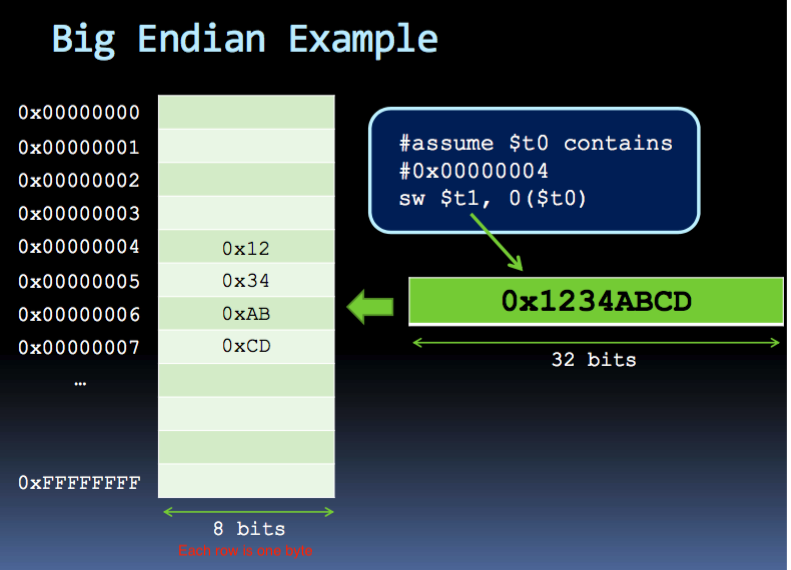 Big Endian Example
0x00000000
0x00000001
0x00000002
0x00000003
0x00000004 0x12
0x00000005 0x34
0x00000006 0xAB
0x00000007 0xCD
…
0xFFFFFFFF
8 bits
Each row is one byte
#assume $t0 contains
#0x00000004
sw $t1, 0($t0)
0x1234ABCD
32 bits